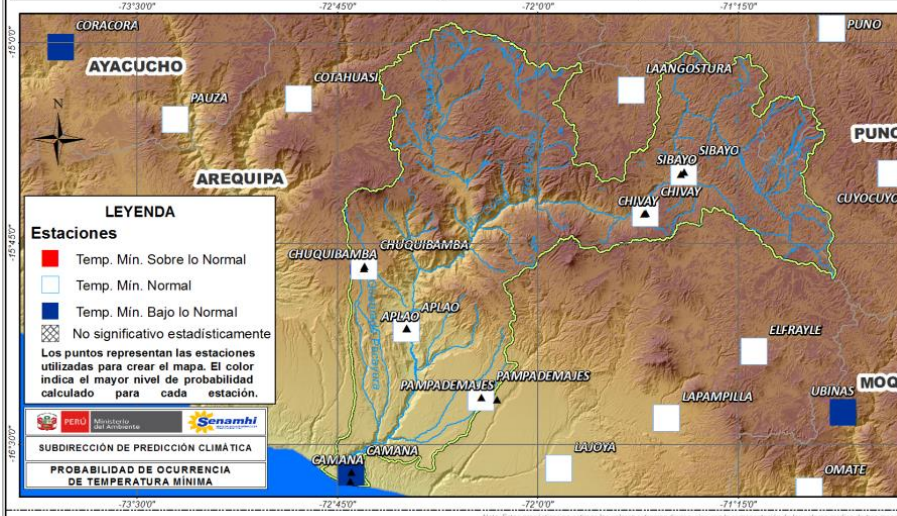 -73°30'0"
-72°45'0"
-72°0'0"
-71°15'0"
-15°0'0"
-15°45'0"
-16°30'0"
CORACORA
PUNO
AYACUCHO
COTAHUASI
LAANGOSTURA
PAUZA
N
PUNO
SIBAYO
SIBAYO
AREQUIPA
CUYOCUYO
CHIVAY
CHIVAY
CHUQUIBAMBA
CHUQUIBAMBA
APLAO
APLAO
ELFRAYLE
PAMPADEMAJES
PAMPADEMAJES
LAPAMPILLA
UBINAS
MOQ
CAMANA
CAMANA
LAJOYA
OMATE
LEYENDA
Estaciones
Temp. Mín. Sobre lo Normal
Temp. Mín. Normal
Temp. Mín. Bajo lo Normal
No significativo estadísticamente
Los puntos representan las estaciones
utilizadas para crear el mapa. El color
indica el mayor nivel de probabilidad
calculado para cada estación.
PERÚ
Ministerio
del Ambiente
Senamhi
SUBDIRECCIÓN DE PREDICCIÓN CLIMÁTICA
PROBABILIDAD DE OCURRENCIA
DE TEMPERATURA MÍNIMA
-73°30'0"
-72°45'0"
-72°0'0"
-71°15'0"